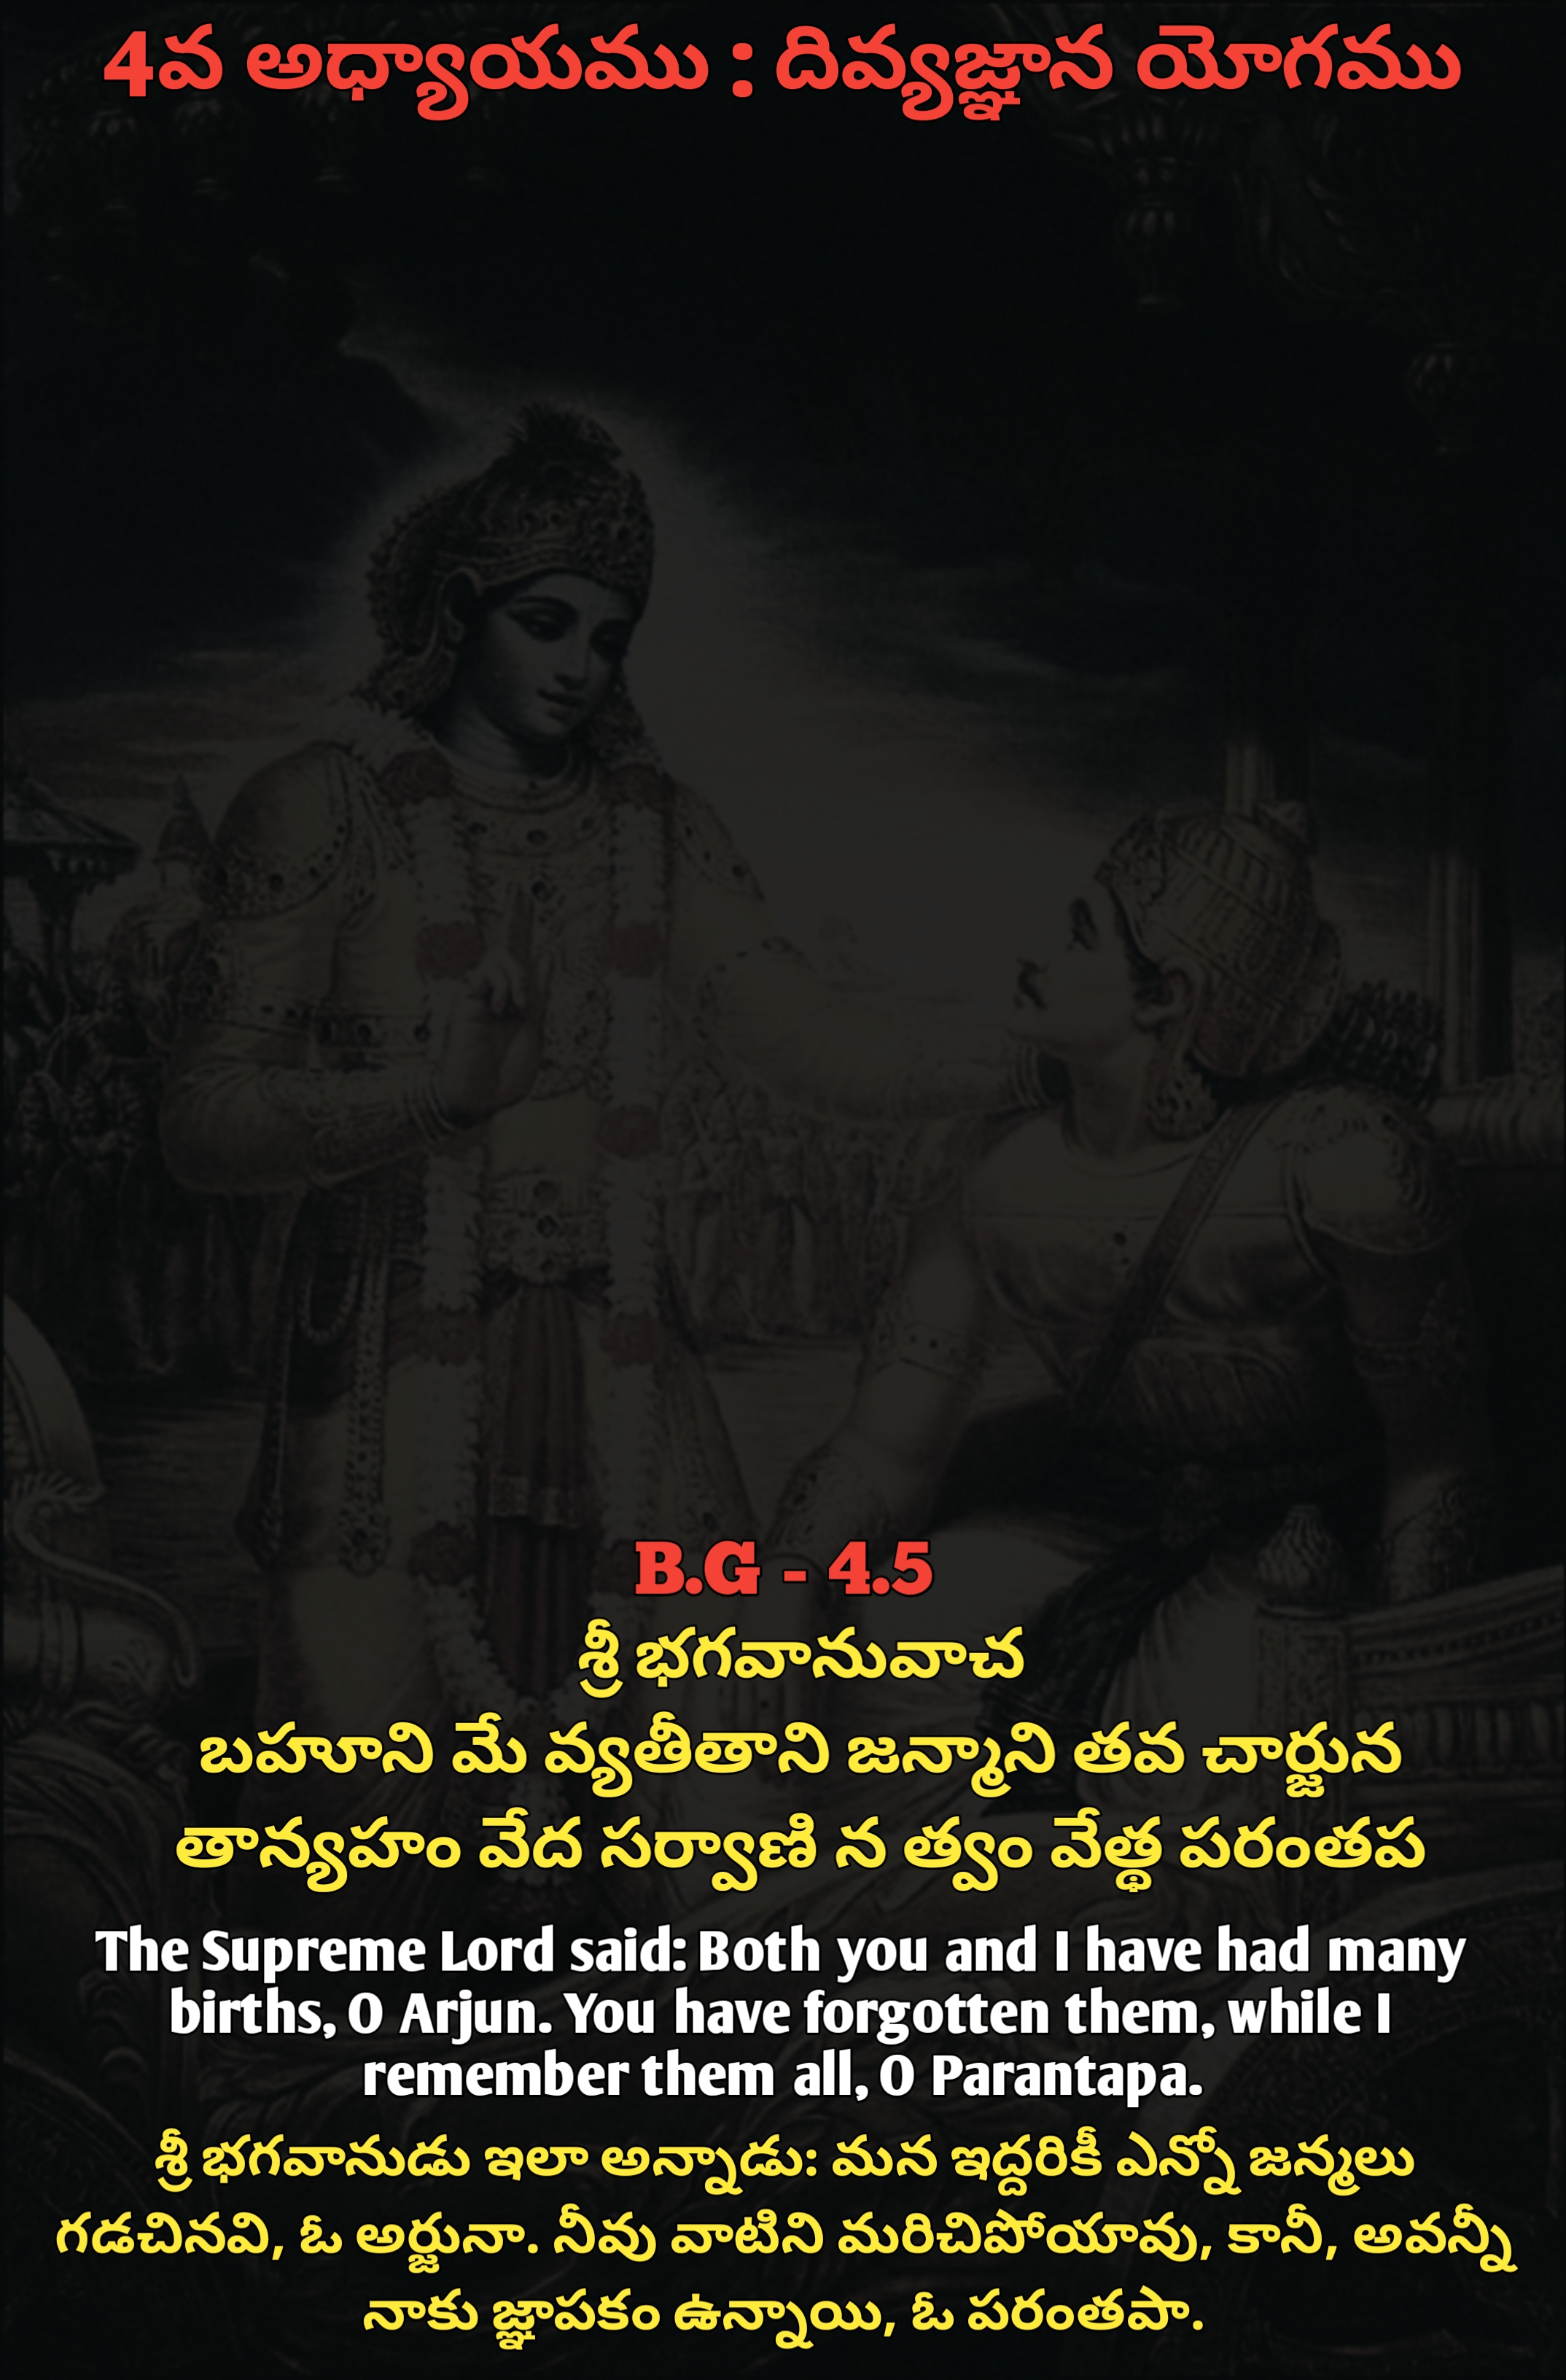 4వ అధ్యాయము : దివ్యజ్ఞాన యోగము
B.G - 4.5
శ్రీ భగవానువాచ
బహూని మే వ్యతీతాని జన్మాని తవ చార్జున
తాన్యహం వేద సర్వాణి న త్వం వేత్థ పరంతప
The Supreme Lord said: Both you and I have had many
births, O Arjun. You have forgotten them, while I
remember them all, O Parantapa.
శ్రీ భగవానుడు ఇలా అన్నాడు: మన ఇద్దరికీ ఎన్నో జన్మలు
గడచినవి, ఓ అర్జునా. నీవు వాటిని మరిచిపోయావు, కానీ, అవన్నీ
నాకు జ్ఞాపకం ఉన్నాయి, ఓ పరంతపా.